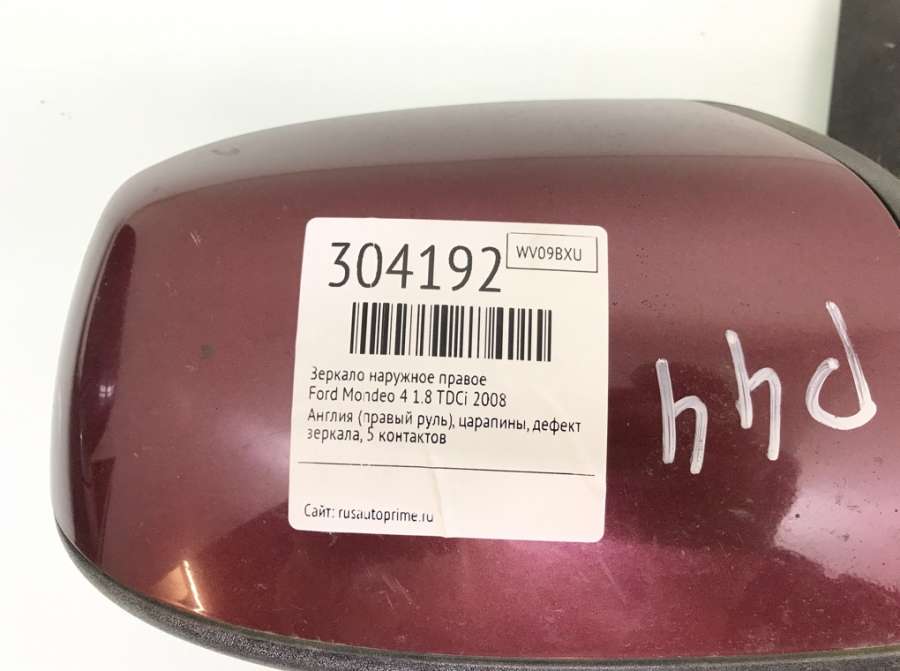 304192
WV09BXU
Зеркало наружное правое
Ford Mondeo 4 1.8 TDCi 2008
Англия (правый руль), царапины, дефект
зеркала, 5 контактов
Сайт: rusautoprime.ru